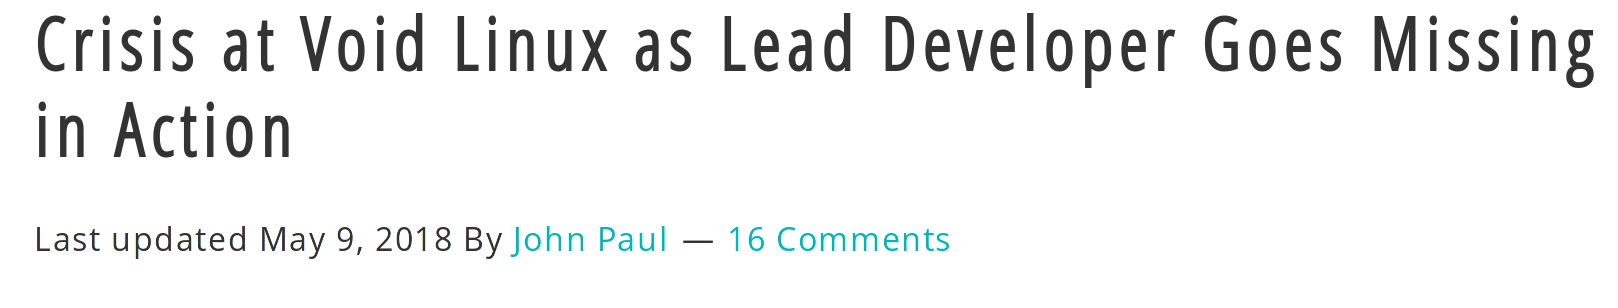 Crisis at Void Linux as Lead Developer Goes Missing
in Action
Last updated May 9, 2018 By John Paul — 16 Comments